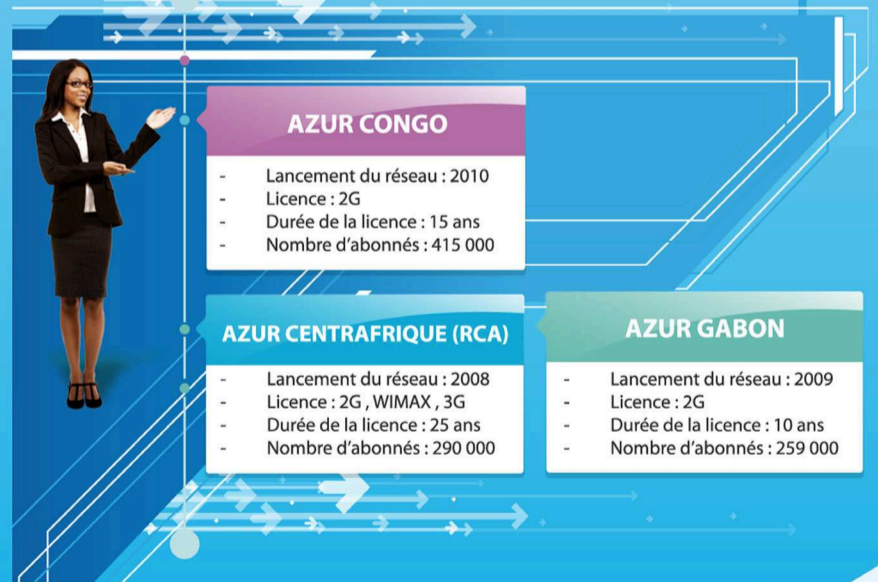 AZUR CONGO
- Lancement du réseau : 2010
- Licence : 2G
- Durée de la licence : 15 ans
- Nombre d'abonnés : 415 000
AZUR CENTRAFRIQUE (RCA)
- Lancement du réseau : 2008
- Licence : 2G , WIMAX , 3G
- Durée de la licence : 25 ans
- Nombre d'abonnés : 290 000
AZUR GABON
- Lancement du réseau : 2009
- Licence : 2G
- Durée de la licence : 10 ans
- Nombre d'abonnés : 259 000